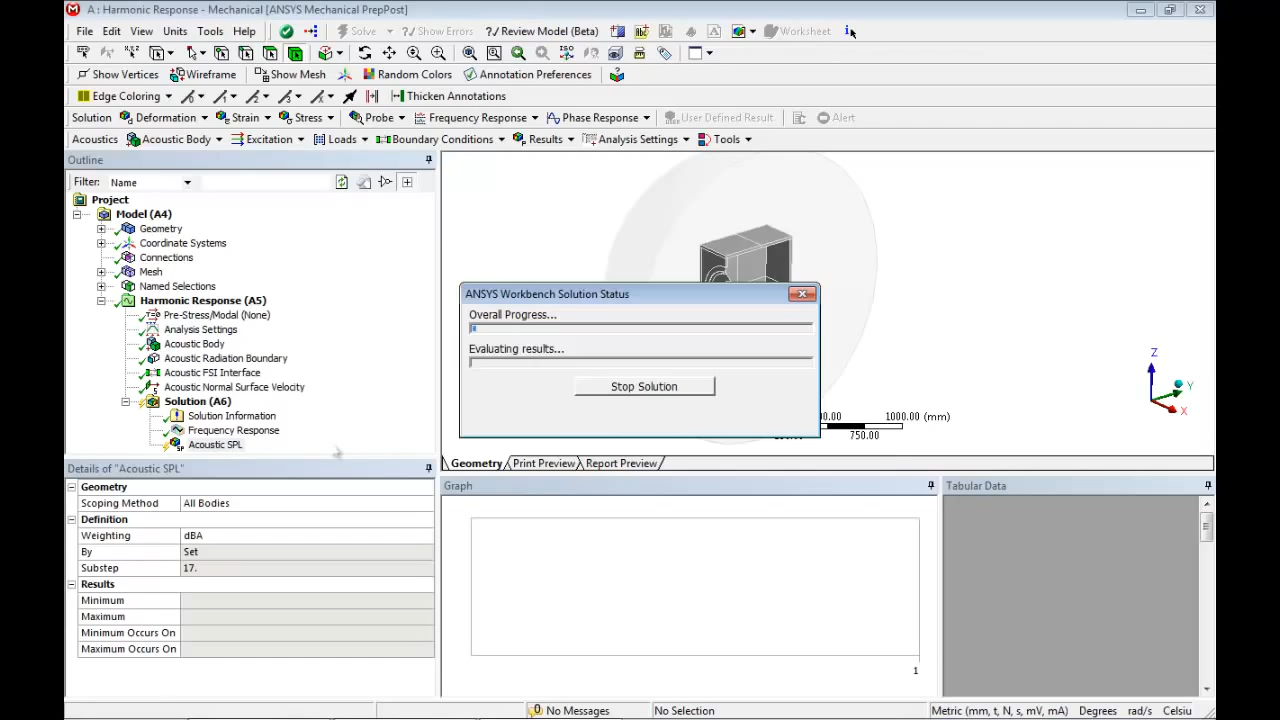 A : Harmonic Response - Mechanical [ANSYS Mechanical PrepPost]
File Edit View Units Tools Help Solve Show Errors Review Model (Beta) Worksheet
Show Vertices Wireframe Show Mesh Random Colors Annotation Preferences
Edge Coloring Thicken Annotations
Solution Deformation Strain Stress Probe Frequency Response Phase Response User Defined Result Alert
Acoustics Acoustic Body Excitation Loads Boundary Conditions Results Analysis Settings Tools
Outline
Filter: Name
Project
Model (A4)
Geometry
Coordinate Systems
Connections
Mesh
Named Selections
Harmonic Response (A5)
Pre-Stress/Modal (None)
Analysis Settings
Acoustic Body
Acoustic Radiation Boundary
Acoustic FSI Interface
Acoustic Normal Surface Velocity
Solution (A6)
Solution Information
Frequency Response
Acoustic SPL
Details of "Acoustic SPL"
Geometry
Scoping Method All Bodies
Definition
Weighting dBA
By Set
Substep 17.
Results
Minimum
Maximum
Minimum Occurs On
Maximum Occurs On
ANSYS Workbench Solution Status
Overall Progress...
Evaluating results...
Stop Solution
Z
Y
X
1000.00 (mm)
750.00
Geometry Print Preview Report Preview
Graph
1
Tabular Data
No Messages No Selection Metric (mm, t, N, s, mV, mA) Degrees rad/s Celsiu